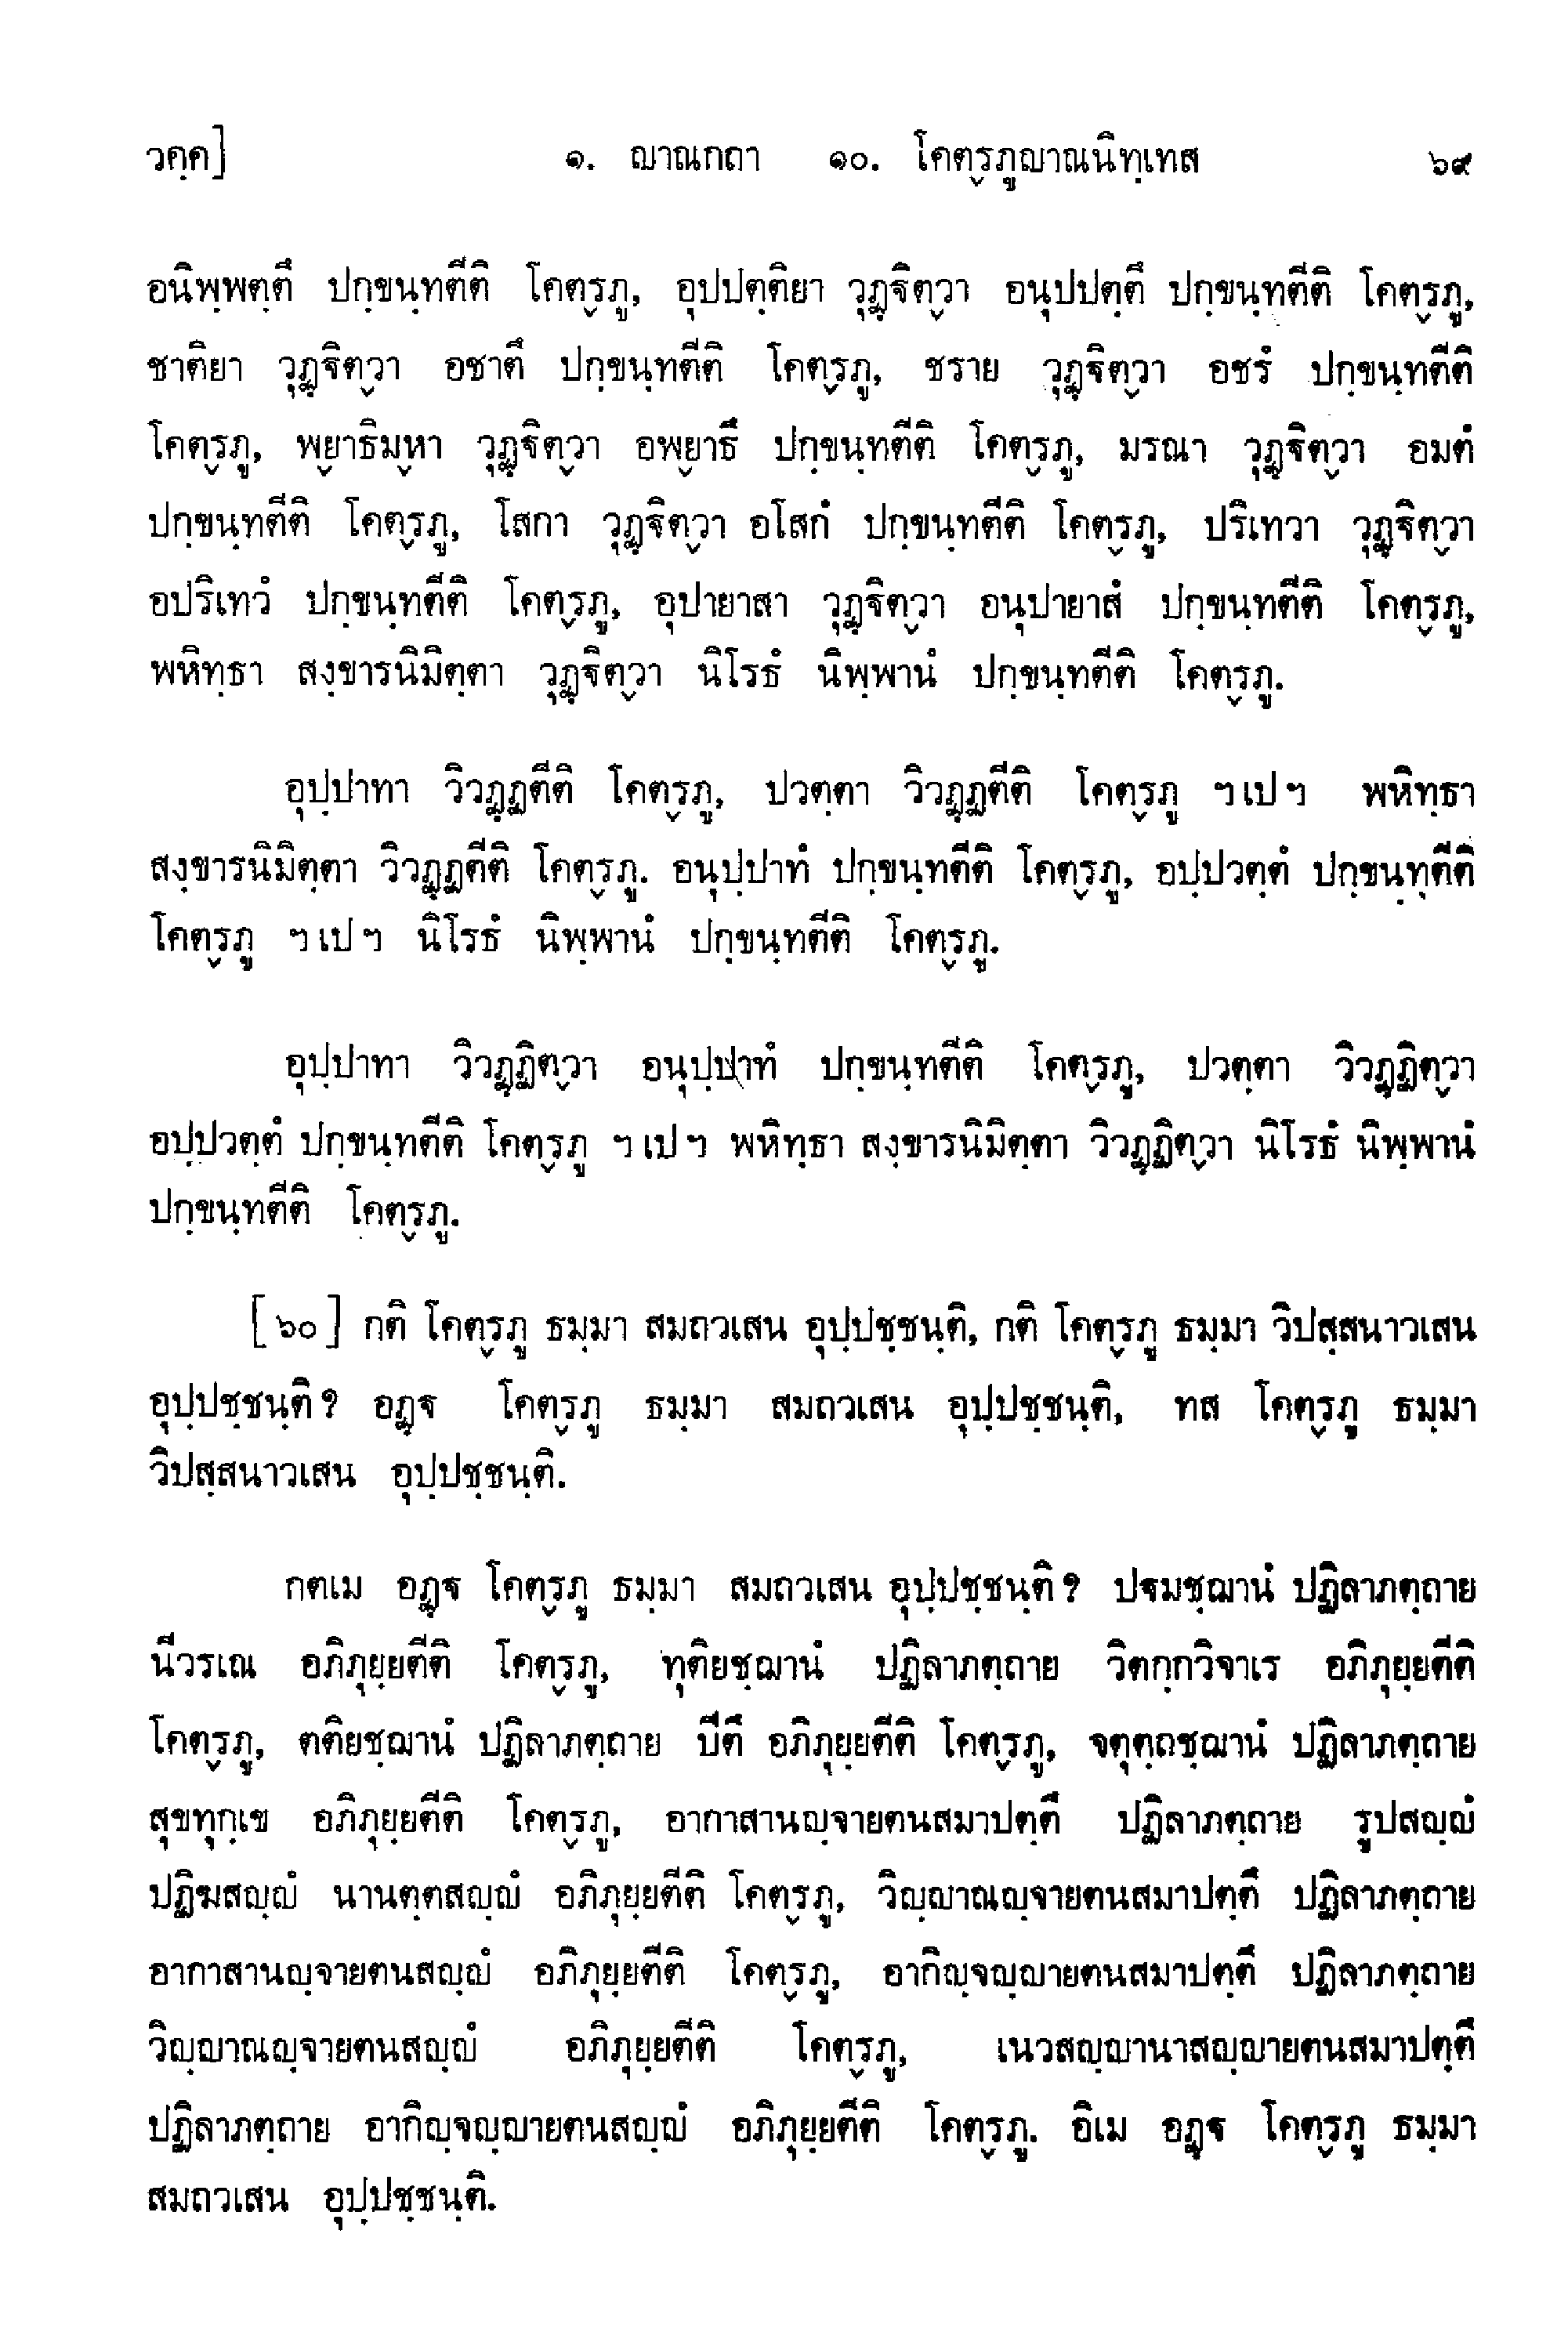 วคฺค] ๑. ญาณกถา ๑๐. โคตฺรภูญาณนิทฺเทส ๖๙
อนิพฺพตฺตึ ปกฺขนฺทตีติ โคตฺรภู, อุปปตฺติยา วุฏฺฐิตฺวา อนุปปตฺตึ ปกฺขนฺทตีติ โคตฺรภู,
ชาติยา วุฏฺฐิตฺวา อชาตึ ปกฺขนฺทตีติ โคตฺรภู, ชราย วุฏฺฐิตฺวา อชรํ ปกฺขนฺทตีติ
โคตฺรภู, พฺยาธิมฺหา วุฏฺฐิตฺวา อพฺยาธึ ปกฺขนฺทตีติ โคตฺรภู, มรณา วุฏฺฐิตฺวา อมตํ
ปกฺขนฺทตีติ โคตฺรภู, โสกา วุฏฺฐิตฺวา อโสกํ ปกฺขนฺทตีติ โคตฺรภู, ปริเทวา วุฏฺฐิตฺวา
อปริเทวํ ปกฺขนฺทตีติ โคตฺรภู, อุปายาสา วุฏฺฐิตฺวา อนุปายาสํ ปกฺขนฺทตีติ โคตฺรภู,
พหิทฺธา สงฺขารนิมิตฺตา วุฏฺฐิตฺวา นิโรธํ นิพฺพานํ ปกฺขนฺทตีติ โคตฺรภู.
อุปฺปาทา วิวฏฺฏตีติ โคตฺรภู, ปวตฺตา วิวฏฺฏตีติ โคตฺรภู ฯเปฯ พหิทฺธา
สงฺขารนิมิตฺตา วิวฏฺฏตีติ โคตฺรภู. อนุปฺปาทํ ปกฺขนฺทตีติ โคตฺรภู, อปฺปวตฺตํ ปกฺขนฺทตีติ
โคตฺรภู ฯเปฯ นิโรธํ นิพฺพานํ ปกฺขนฺทตีติ โคตฺรภู.
อุปฺปาทา วิวฏฺฏิตฺวา อนุปฺปาทํ ปกฺขนฺทตีติ โคตฺรภู, ปวตฺตา วิวฏฺฏิตฺวา
อปฺปวตฺตํ ปกฺขนฺทตีติ โคตฺรภู ฯเปฯ พหิทฺธา สงฺขารนิมิตฺตา วิวฏฺฏิตฺวา นิโรธํ นิพฺพานํ
ปกฺขนฺทตีติ โคตฺรภู.
[๖๐] กติ โคตฺรภู ธมฺมา สมถวเสน อุปฺปชฺชนฺติ, กติ โคตฺรภู ธมฺมา วิปสฺสนาวเสน
อุปฺปชฺชนฺติ? อฏฺฐ โคตฺรภู ธมฺมา สมถวเสน อุปฺปชฺชนฺติ, ทส โคตฺรภู ธมฺมา
วิปสฺสนาวเสน อุปฺปชฺชนฺติ.
กตเม อฏฺฐ โคตฺรภู ธมฺมา สมถวเสน อุปฺปชฺชนฺติ? ปฐมชฺฌานํ ปฏิลาภตฺถาย
นีวรเณ อภิภุยฺยตีติ โคตฺรภู, ทุติยชฺฌานํ ปฏิลาภตฺถาย วิตกฺกวิจาเร อภิภุยฺยตีติ
โคตฺรภู, ตติยชฺฌานํ ปฏิลาภตฺถาย ปีตึ อภิภุยฺยตีติ โคตฺรภู, จตุตฺถชฺฌานํ ปฏิลาภตฺถาย
สุขทุกฺเข อภิภุยฺยตีติ โคตฺรภู, อากาสานญฺจายตนสมาปตฺตึ ปฏิลาภตฺถาย รูปสญฺญํ
ปฏิฆสญฺญํ นานตฺตสญฺญํ อภิภุยฺยตีติ โคตฺรภู, วิญฺญาณญฺจายตนสมาปตฺตึ ปฏิลาภตฺถาย
อากาสานญฺจายตนสญฺญํ อภิภุยฺยตีติ โคตฺรภู, อากิญฺจญฺญายตนสมาปตฺตึ ปฏิลาภตฺถาย
วิญฺญาณญฺจายตนสญฺญํ อภิภุยฺยตีติ โคตฺรภู, เนวสญฺญานาสญฺญายตนสมาปตฺตึ
ปฏิลาภตฺถาย อากิญฺจญฺญายตนสญฺญํ อภิภุยฺยตีติ โคตฺรภู. อิเม อฏฺฐ โคตฺรภู ธมฺมา
สมถวเสน อุปฺปชฺชนฺติ.